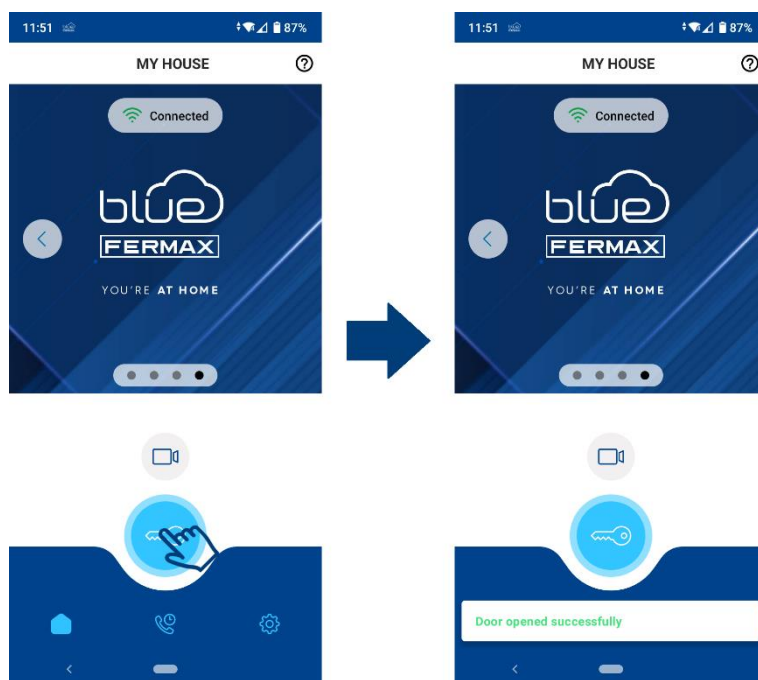 11:51
87%
MY HOUSE
Connected
blue
FERMAX
YOU'RE AT HOME
11:51
87%
MY HOUSE
Connected
blue
FERMAX
YOU'RE AT HOME
Door opened successfully